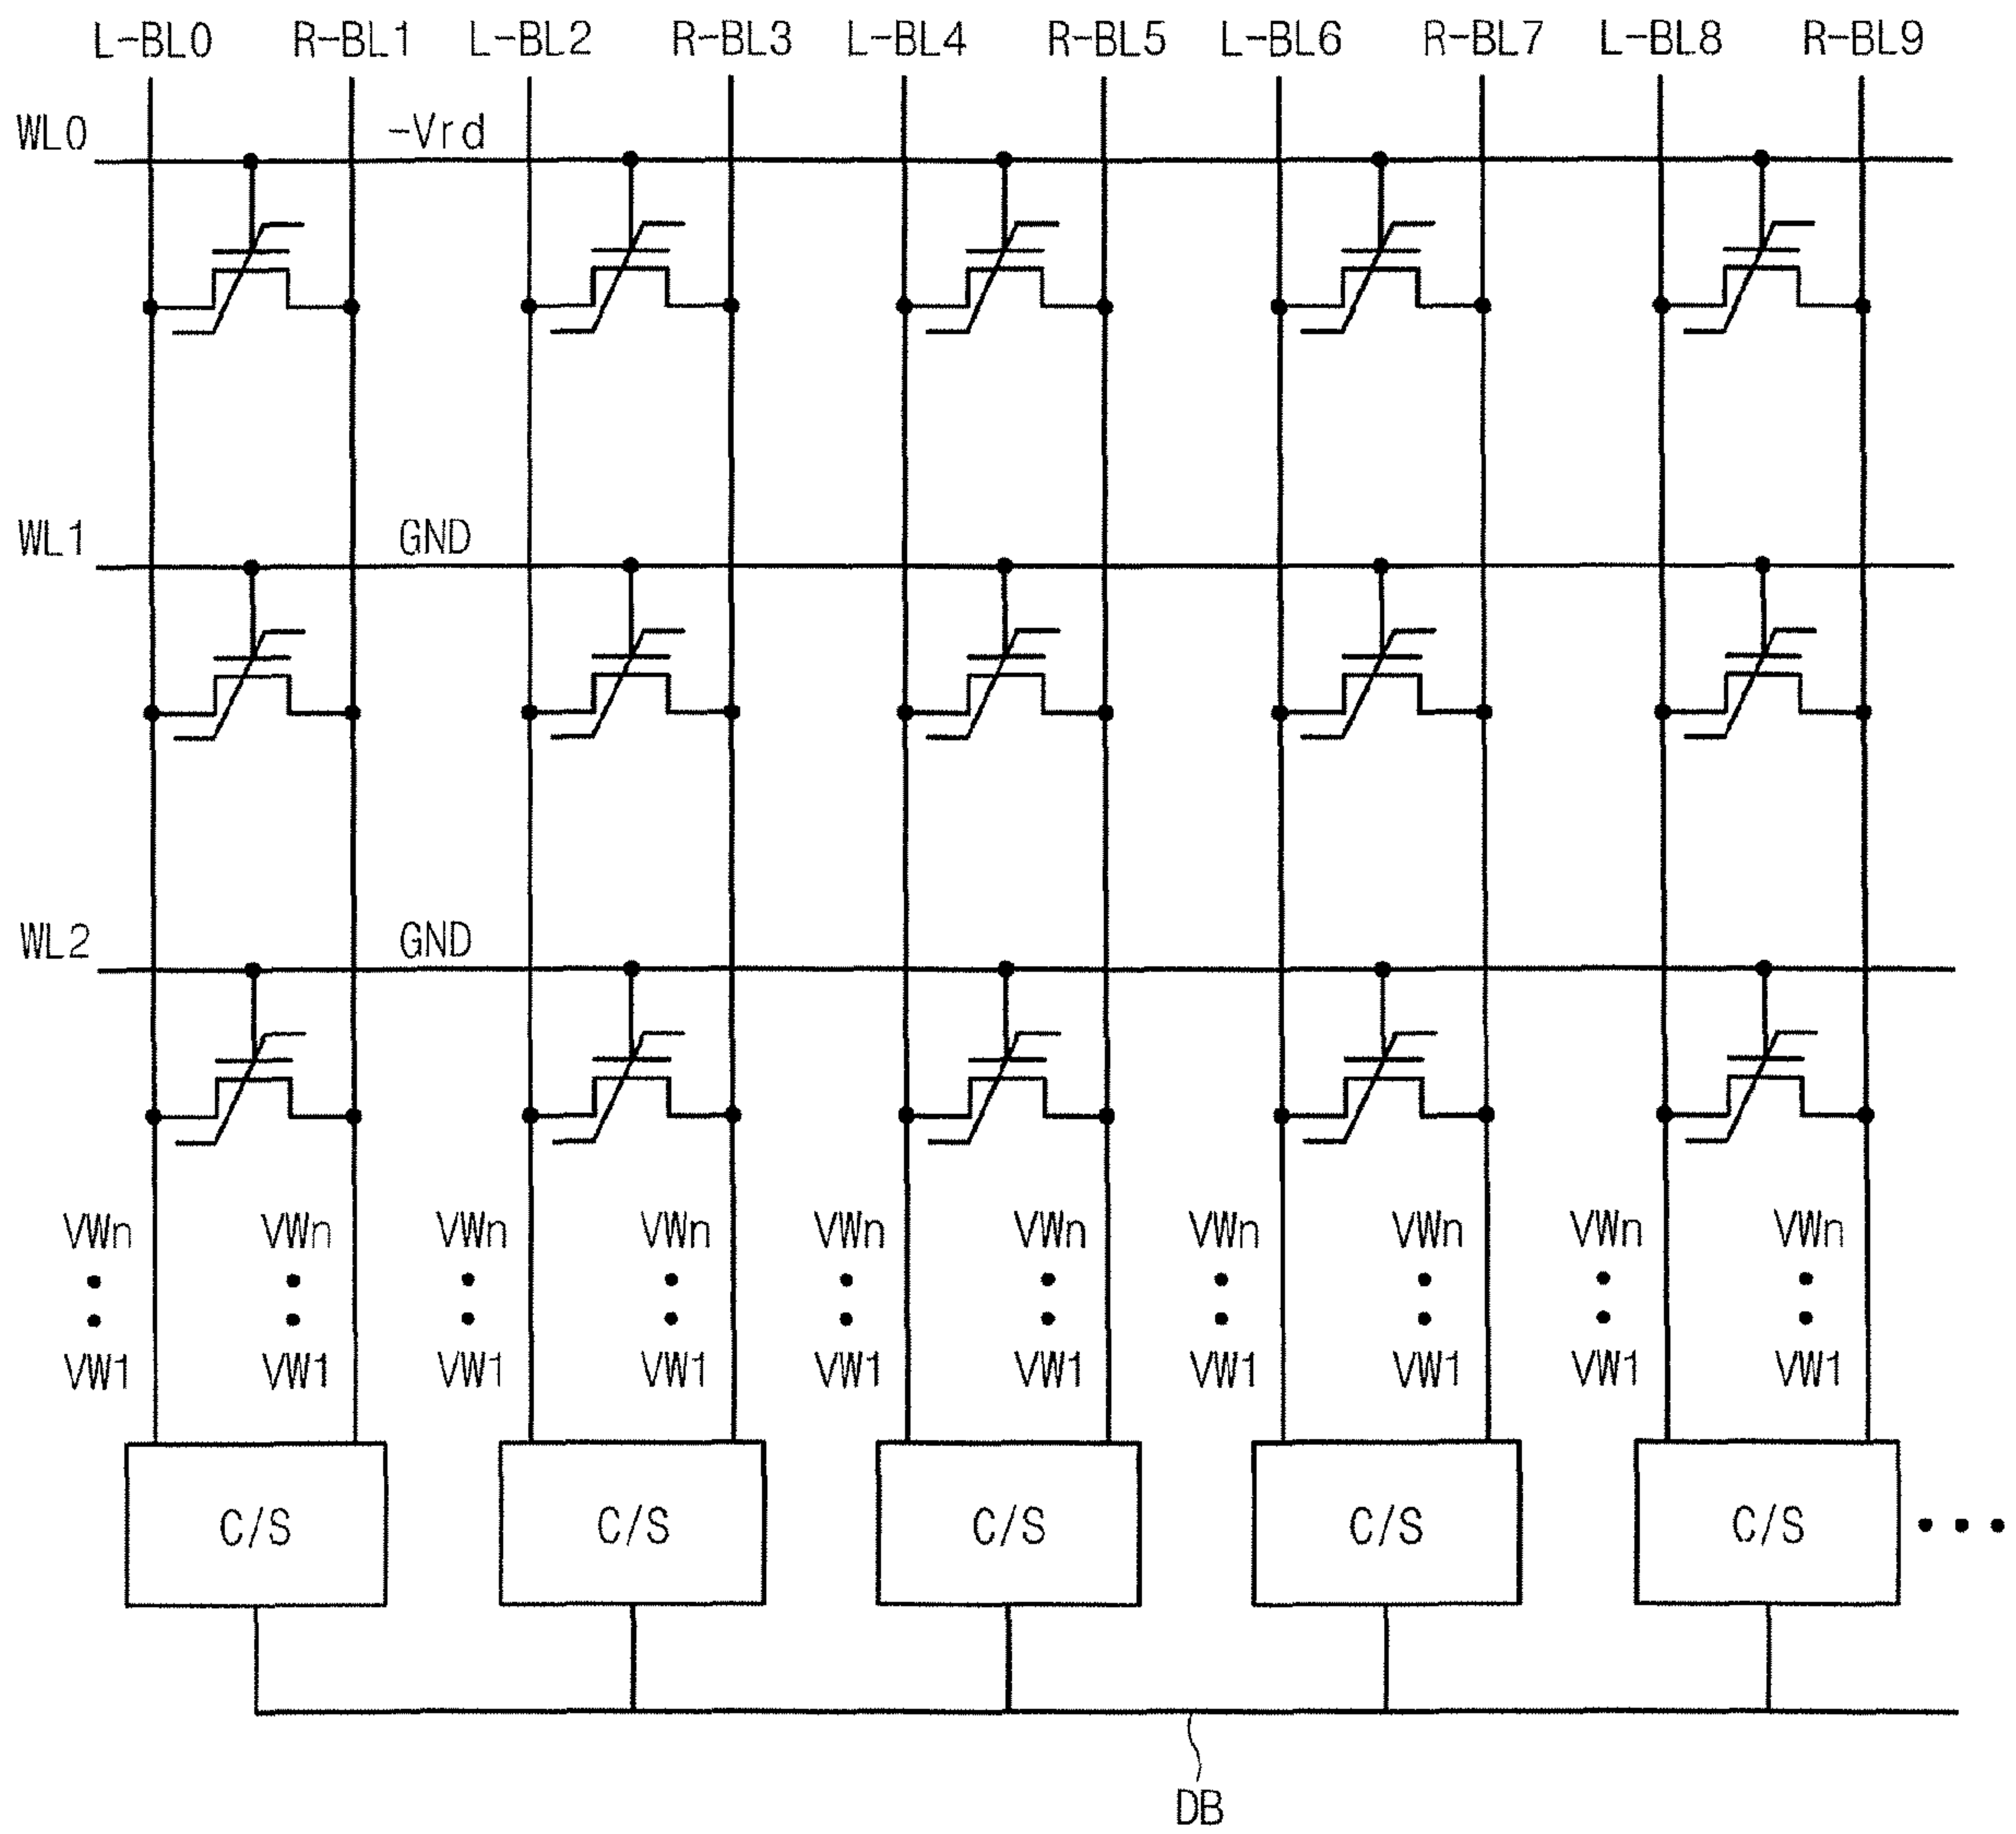 L-BL0 R-BL1 L-BL2 R-BL3 L-BL4 R-BL5 L-BL6 R-BL7 L-BL8 R-BL9
WL0 -Vrd
WL1 GND
WL2 GND
VWn VWn VWn VWn VWn VWn VWn VWn VWn VWn
VW1 VW1 VW1 VW1 VW1 VW1 VW1 VW1 VW1 VW1
C/S C/S C/S C/S C/S
DB